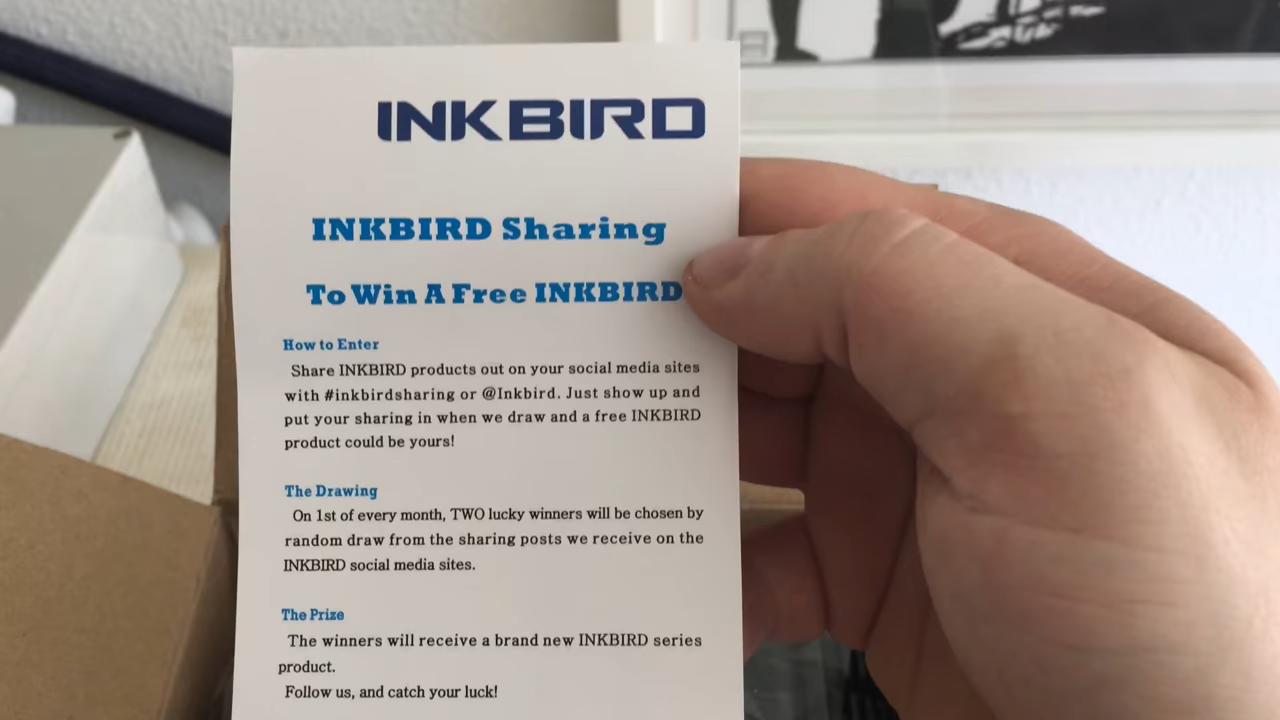 INKBIRD
INKBIRD Sharing
To Win A Free INKBIRD
How to Enter
Share INKBIRD products out on your social media sites
with #inkbirdsharing or @Inkbird. Just show up and
put your sharing in when we draw and a free INKBIRD
product could be yours!
The Drawing
On 1st of every month, TWO lucky winners will be chosen by
random draw from the sharing posts we receive on the
INKBIRD social media sites.
The Prize
The winners will receive a brand new INKBIRD series
product.
Follow us, and catch your luck!